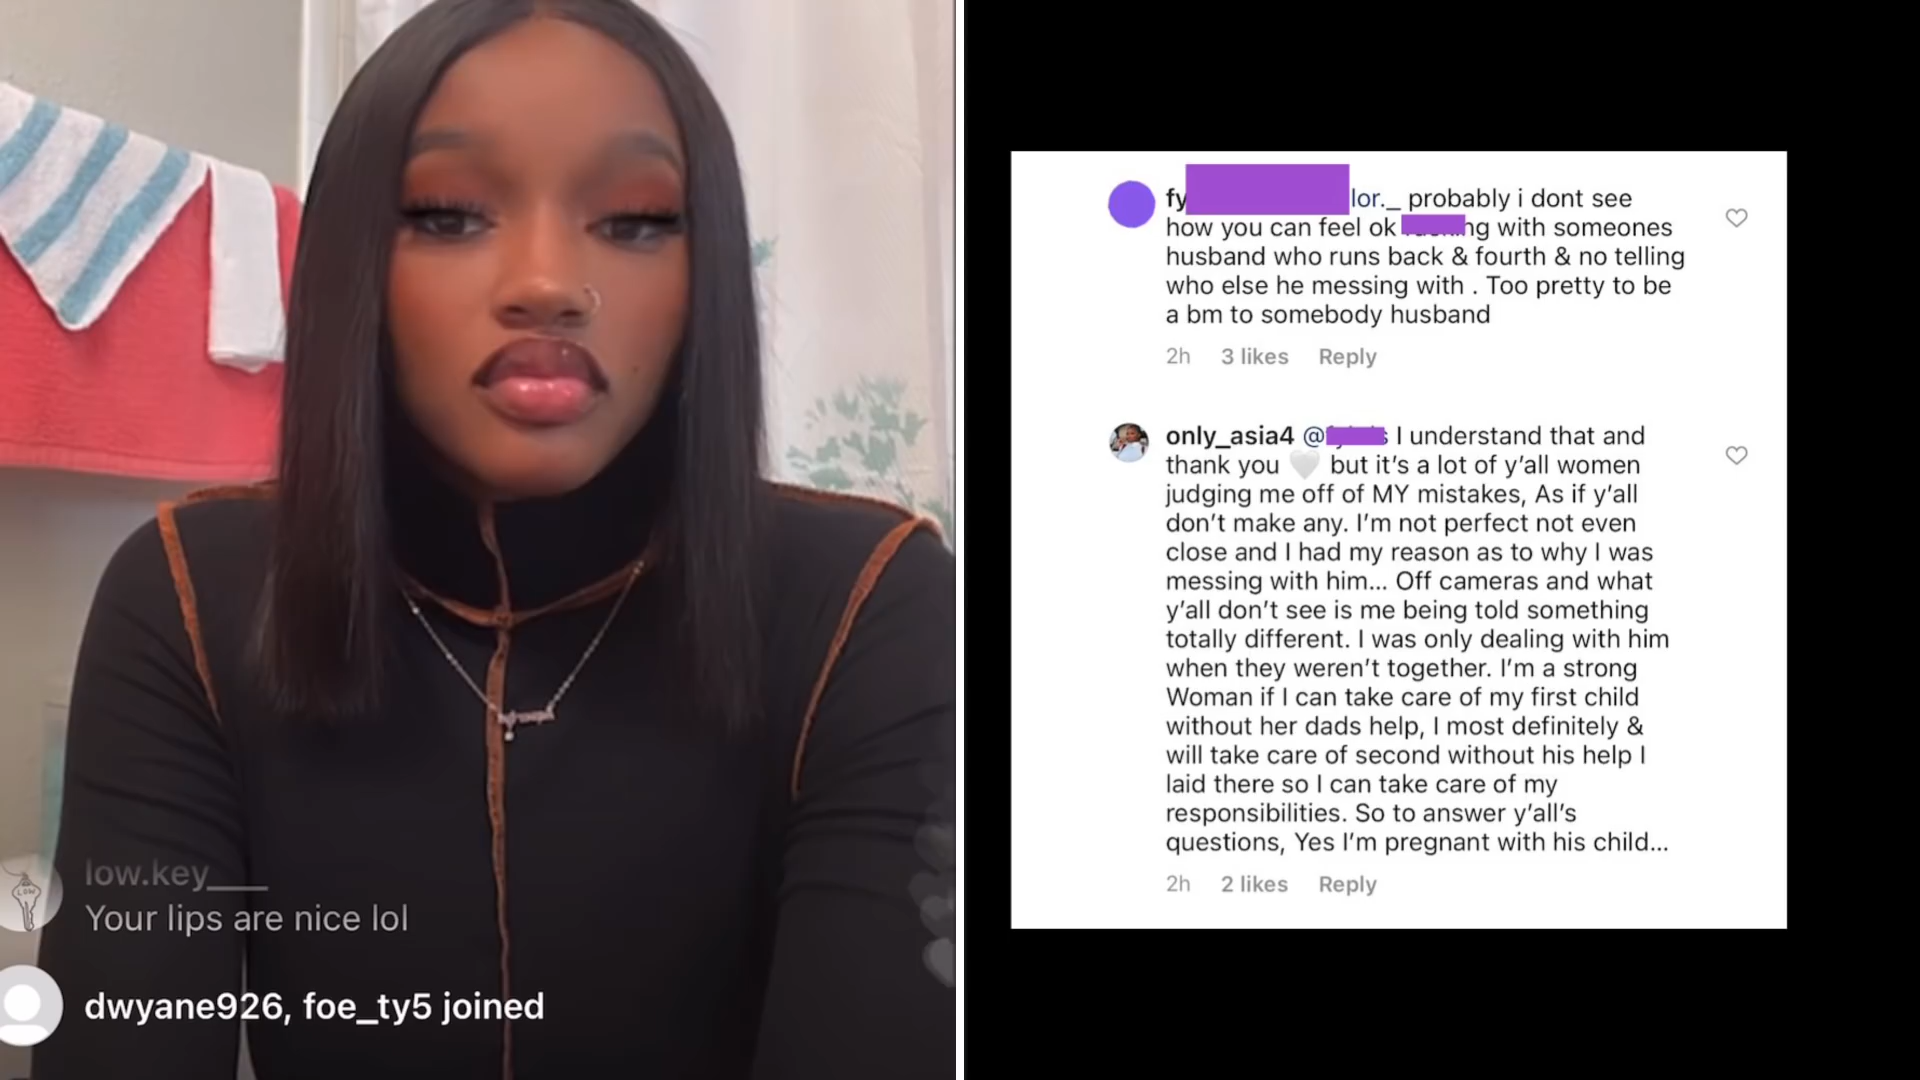 low.key___
Your lips are nice lol
dwyane926, foe_ty5 joined
fy lor._ probably i dont see
how you can feel ok ng with someones
husband who runs back & fourth & no telling
who else he messing with . Too pretty to be
a bm to somebody husband
2h 3 likes Reply
only_asia4 @ s I understand that and
thank you 🤍 but it’s a lot of y’all women
judging me off of MY mistakes, As if y’all
don’t make any. I’m not perfect not even
close and I had my reason as to why I was
messing with him... Off cameras and what
y’all don’t see is me being told something
totally different. I was only dealing with him
when they weren’t together. I’m a strong
Woman if I can take care of my first child
without her dads help, I most definitely &
will take care of second without his help I
laid there so I can take care of my
responsibilities. So to answer y’all’s
questions, Yes I’m pregnant with his child...
2h 2 likes Reply